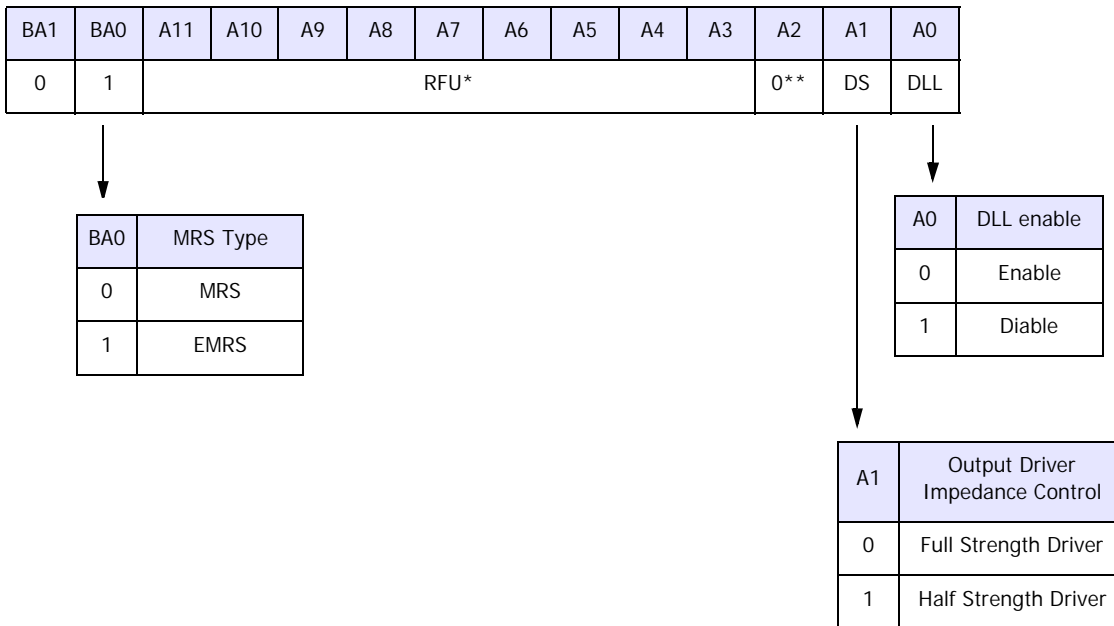 BA1 BA0 A11 A10 A9 A8 A7 A6 A5 A4 A3 A2 A1 A0
0 1 RFU* 0** DS DLL
BA0 MRS Type
0 MRS
1 EMRS
A0 DLL enable
0 Enable
1 Diable
A1 Output Driver
Impedance Control
0 Full Strength Driver
1 Half Strength Driver